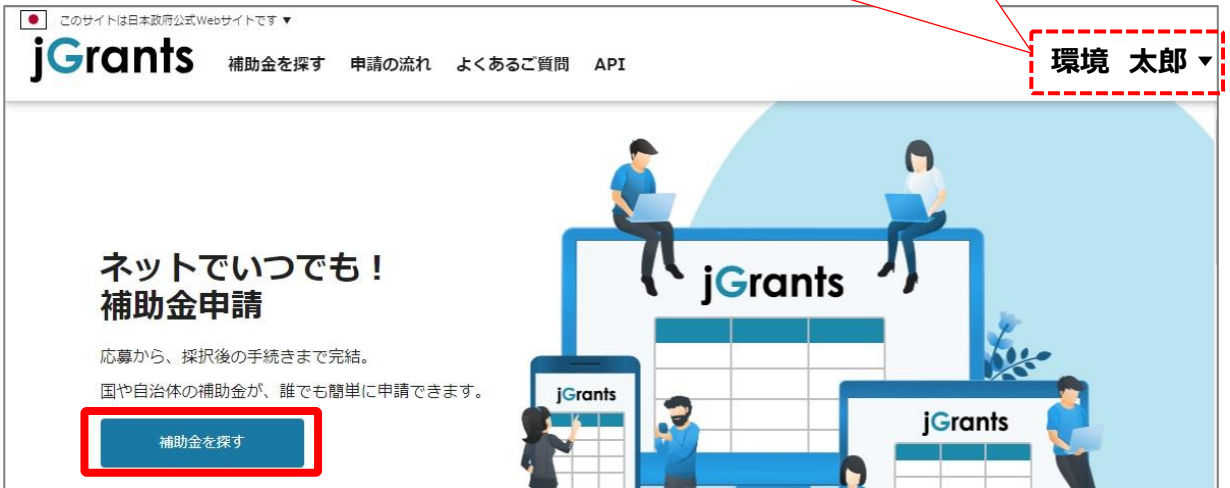 このサイトは日本政府公式Webサイトです ▼
jGrants 補助金を探す 申請の流れ よくあるご質問 API
環境 太郎 ▼
ネットでいつでも！
補助金申請
応募から、採択後の手続きまで完結。
国や自治体の補助金が、誰でも簡単に申請できます。
補助金を探す
jGrants
jGrants
jGrants